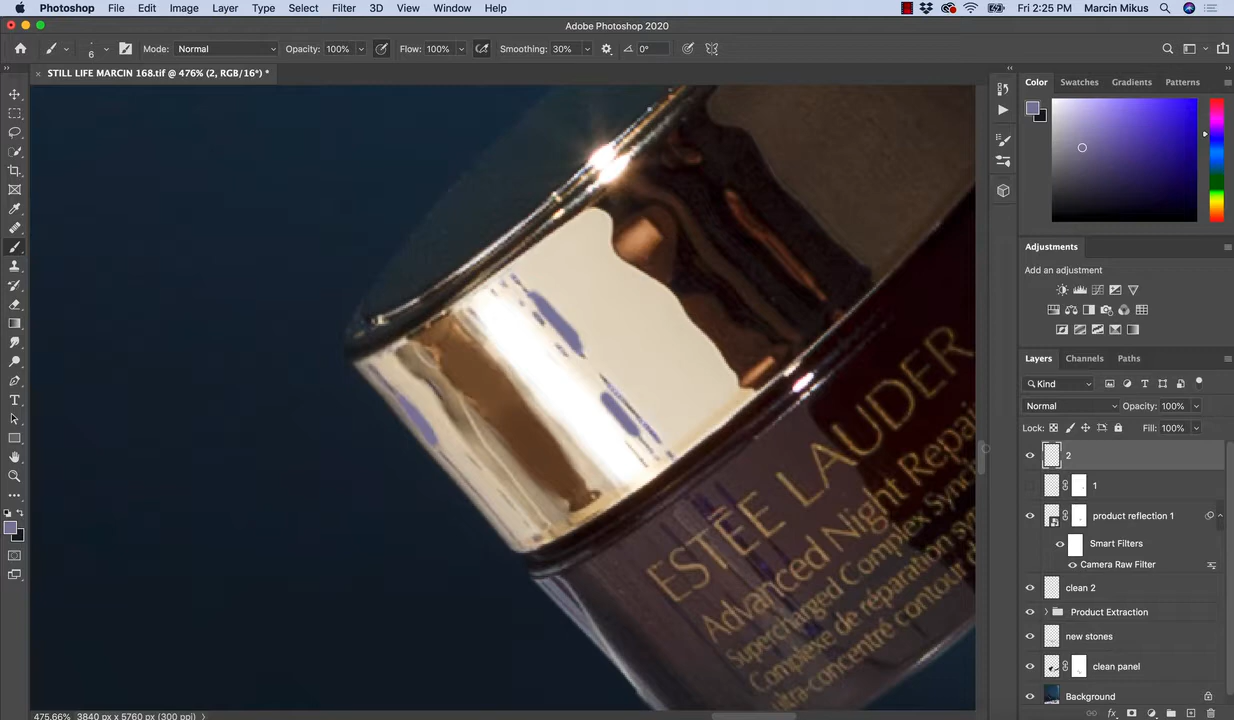 Photoshop File Edit Image Layer Type Select Filter 3D View Window Help Fri 2:25 PM Marcin Mikus
Adobe Photoshop 2020
6 Mode: Normal Opacity: 100% Flow: 100% Smoothing: 30% 0°
STILL LIFE MARCIN 168.tif @ 476% (2, RGB/16*) *
Color Swatches Gradients Patterns
Adjustments
Add an adjustment
Layers Channels Paths
Kind
Normal Opacity: 100%
Lock: Fill: 100%
2
1
product reflection 1
Smart Filters
Camera Raw Filter
clean 2
Product Extraction
new stones
clean panel
Background
ESTĒE LAUDER
Advanced Night Repai
Supercharged Complex Synch
Complexe de réparation syn
ultra-concentré contour d
475.66% 3840 px x 5760 px (300 ppi)